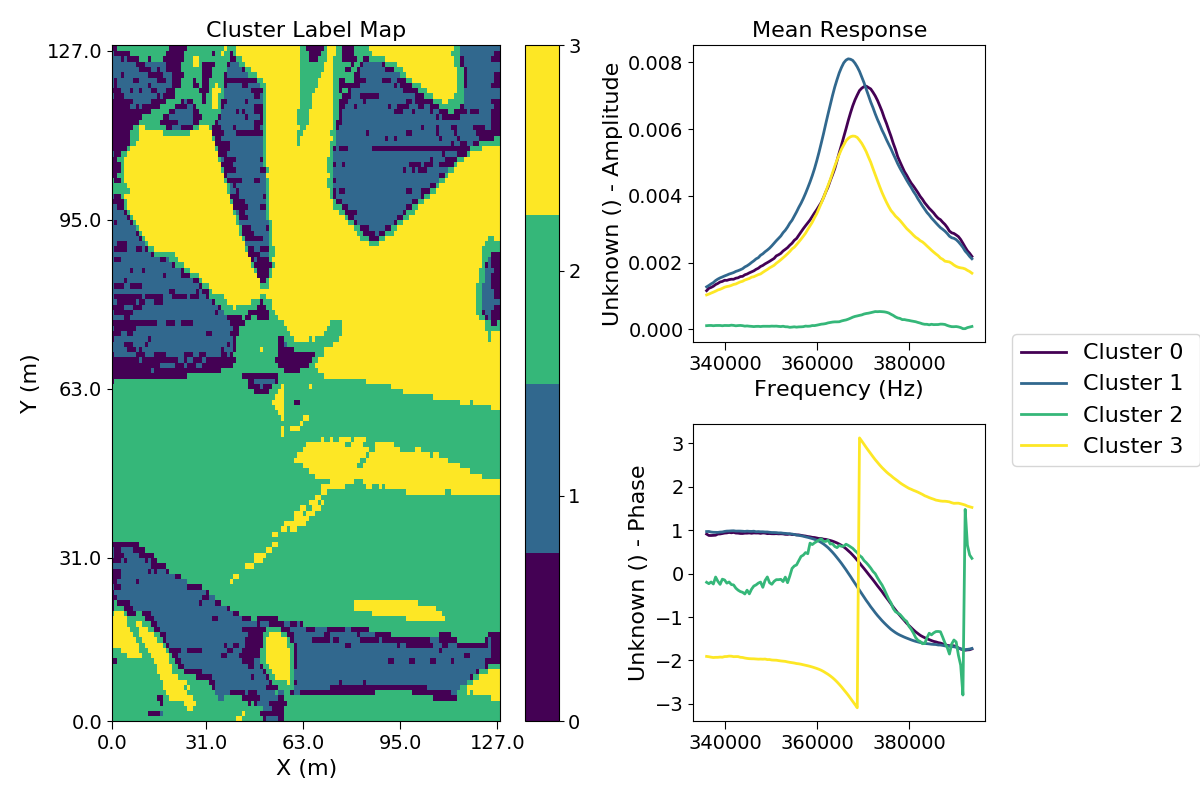 Cluster Label Map
127.0
95.0
63.0
31.0
0.0
Y (m)
0.0 31.0 63.0 95.0 127.0
X (m)
3
2
1
0
Mean Response
0.008
0.006
0.004
0.002
0.000
Unknown () - Amplitude
340000 360000 380000
Frequency (Hz)
3
2
1
0
−1
−2
−3
Unknown () - Phase
340000 360000 380000
Cluster 0
Cluster 1
Cluster 2
Cluster 3